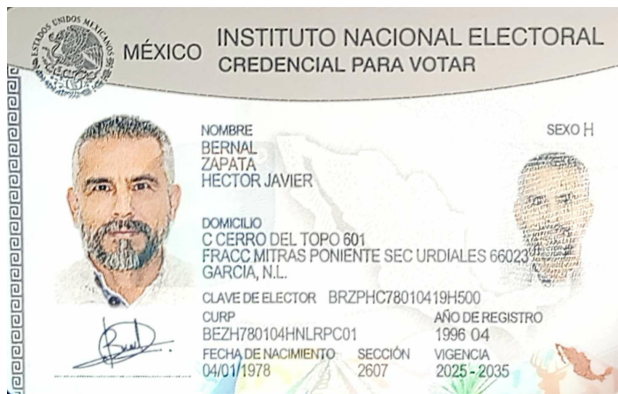 ESTADOS UNIDOS MEXICANOS
MÉXICO INSTITUTO NACIONAL ELECTORAL
CREDENCIAL PARA VOTAR
NOMBRE SEXO H
BERNAL
ZAPATA
HECTOR JAVIER
DOMICILIO
C CERRO DEL TOPO 601
FRACC MITRAS PONIENTE SEC URDIALES 66023
GARCIA, N.L.
CLAVE DE ELECTOR BRZPHC78010419H500
CURP AÑO DE REGISTRO
BEZH780104HNLRPC01 1996 04
FECHA DE NACIMIENTO SECCIÓN VIGENCIA
04/01/1978 2607 2025 - 2035